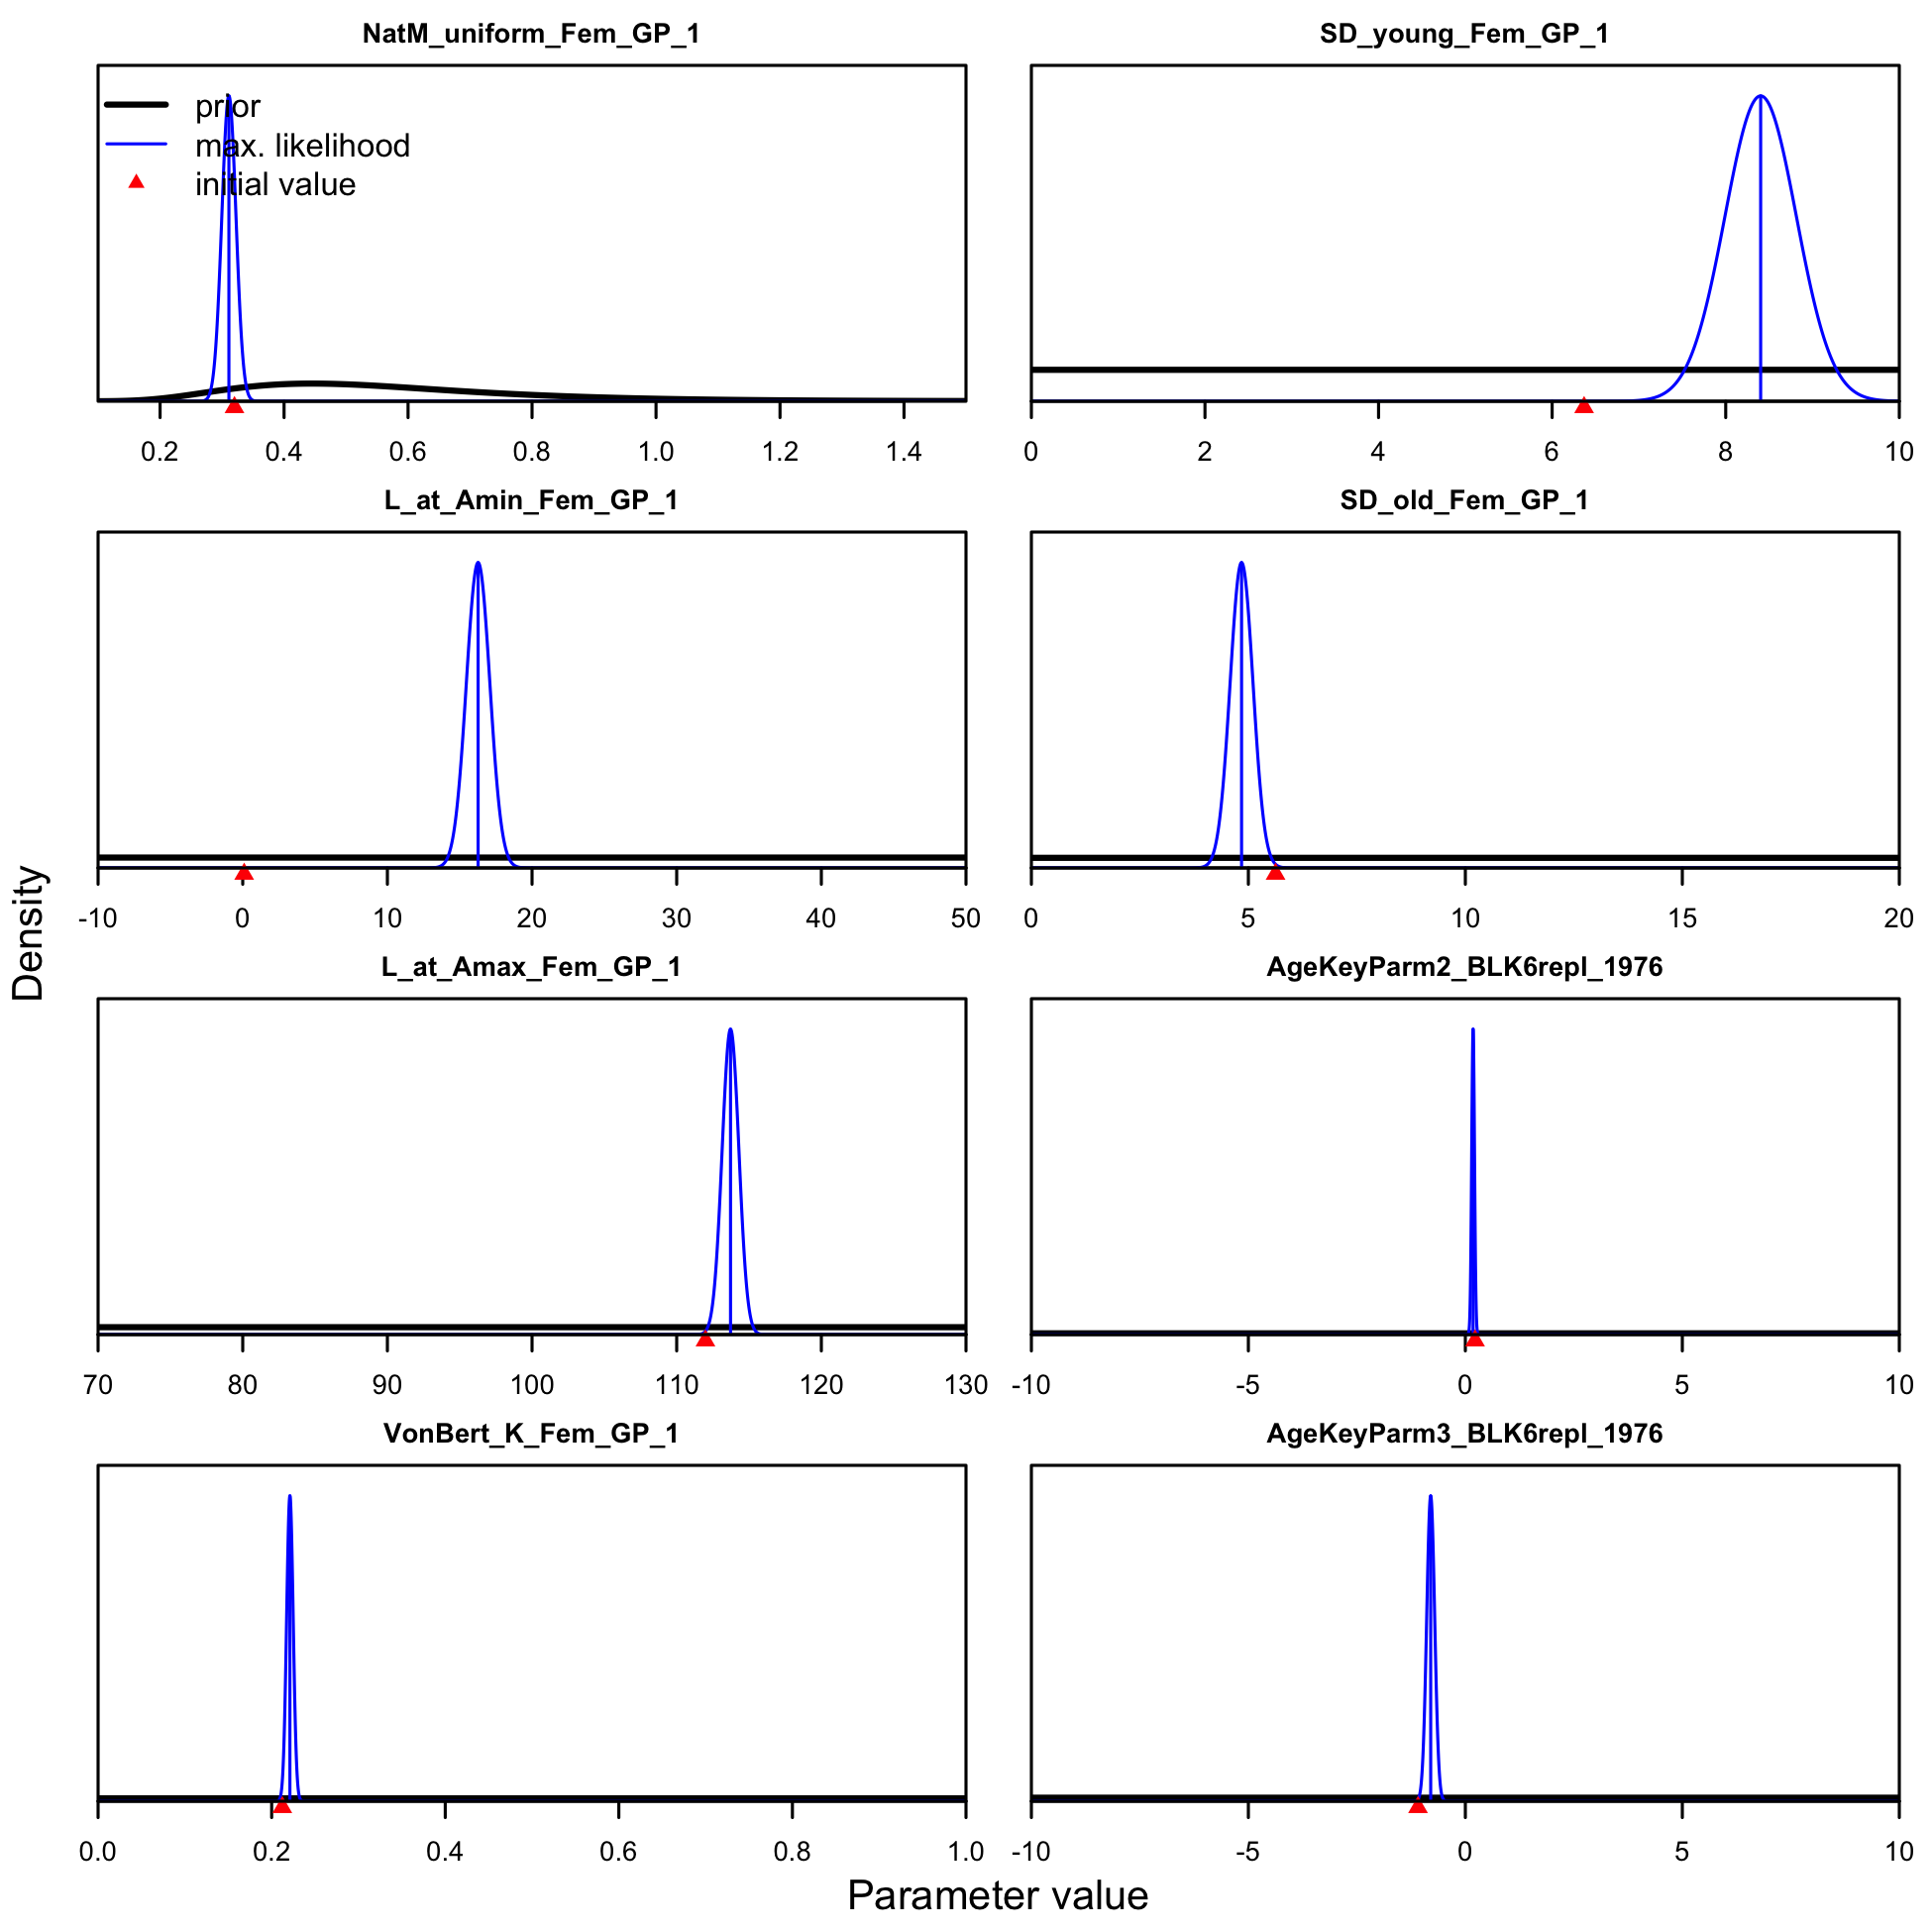 NatM_uniform_Fem_GP_1
prior
max. likelihood
initial value
0.2 0.4 0.6 0.8 1.0 1.2 1.4
SD_young_Fem_GP_1
0 2 4 6 8 10
L_at_Amin_Fem_GP_1
-10 0 10 20 30 40 50
SD_old_Fem_GP_1
0 5 10 15 20
L_at_Amax_Fem_GP_1
70 80 90 100 110 120 130
AgeKeyParm2_BLK6repl_1976
-10 -5 0 5 10
VonBert_K_Fem_GP_1
0.0 0.2 0.4 0.6 0.8 1.0
AgeKeyParm3_BLK6repl_1976
-10 -5 0 5 10
Density
Parameter value